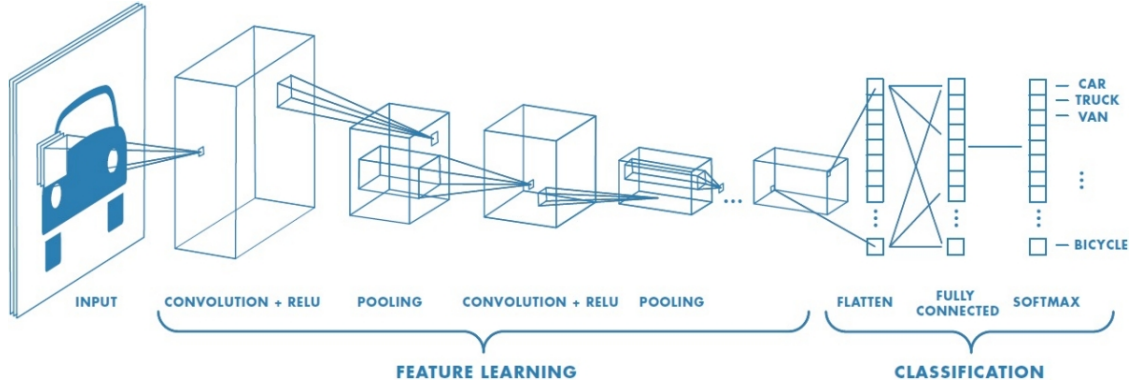 CAR
TRUCK
VAN
BICYCLE
INPUT
CONVOLUTION + RELU
POOLING
CONVOLUTION + RELU
POOLING
FLATTEN
FULLY
CONNECTED
SOFTMAX
FEATURE LEARNING
CLASSIFICATION